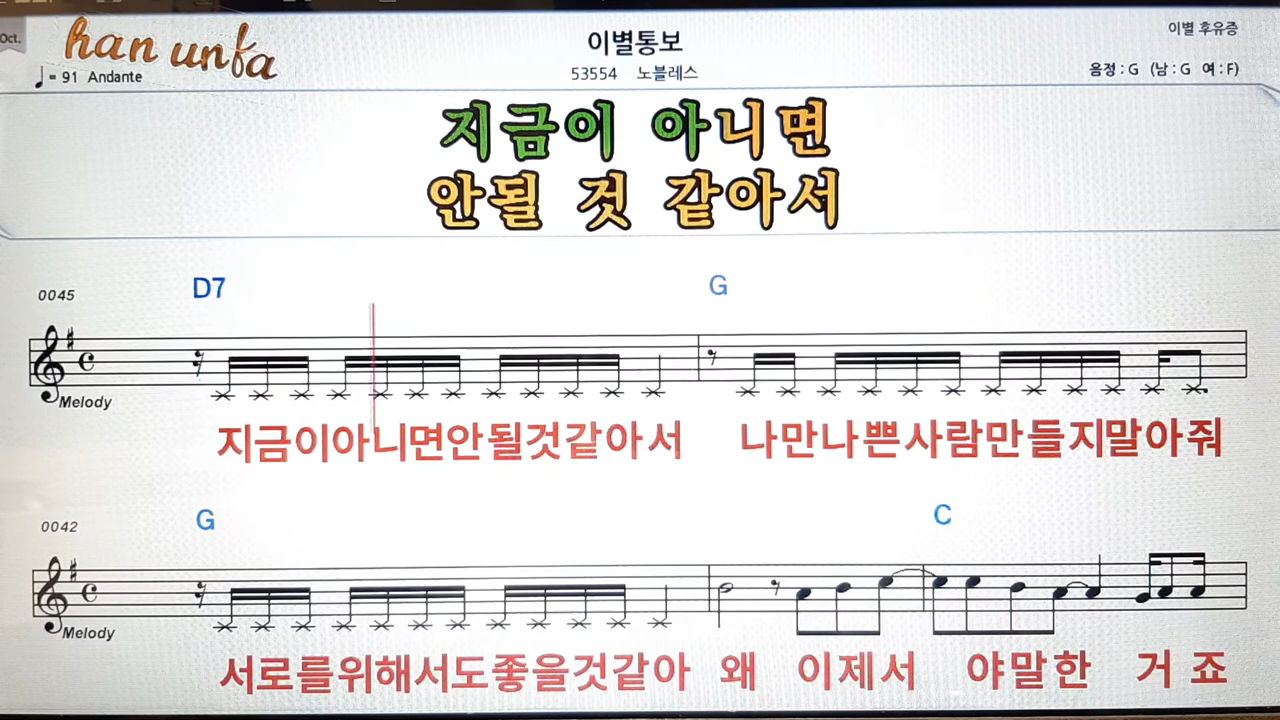 Oct.
han unfa
= 91 Andante
이별통보
53554 노블레스
이별 후유증
음정 : G (남 : G 여 : F)
지금이 아니면
안될 것 같아서
0045
D7 G
Melody
지금이아니면안될것같아서 나만나쁜사람만들지말아줘
0042
G C
Melody
서로를위해서도좋을것같아 왜 이제서 야말한 거 죠